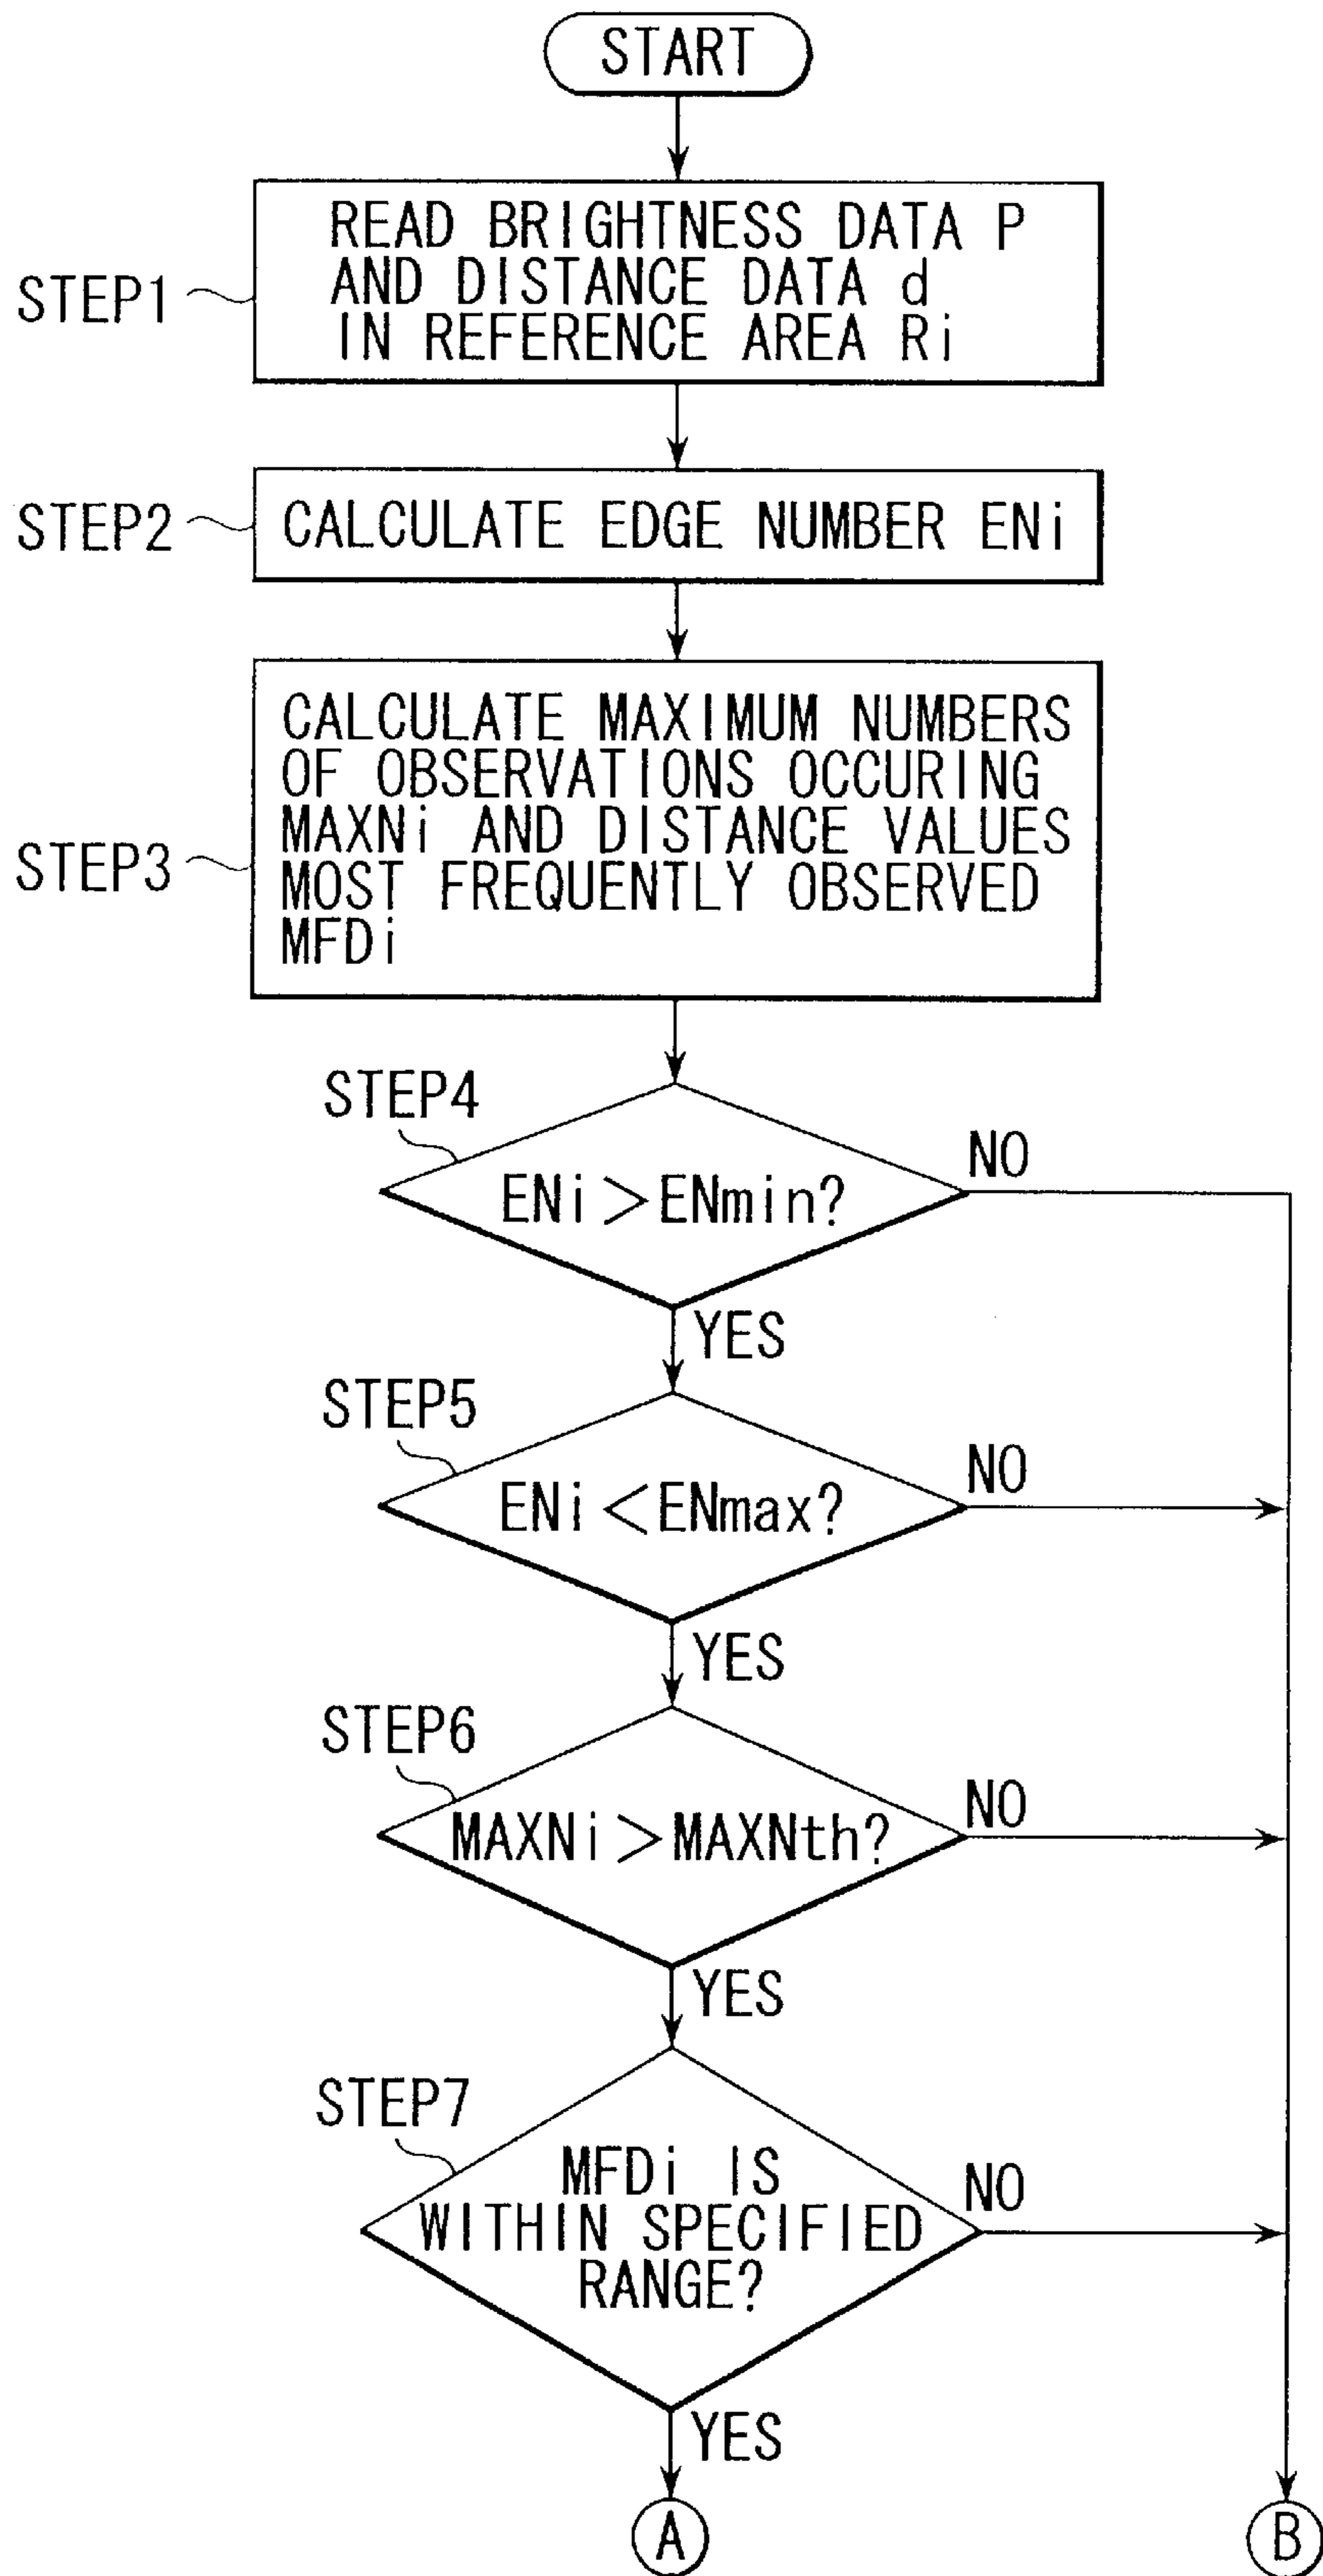 START
READ BRIGHTNESS DATA P
AND DISTANCE DATA d
IN REFERENCE AREA Ri
STEP1
STEP2
CALCULATE EDGE NUMBER ENi
CALCULATE MAXIMUM NUMBERS
OF OBSERVATIONS OCCURING
MAXNi AND DISTANCE VALUES
MOST FREQUENTLY OBSERVED
MFDi
STEP3
STEP4
ENi>ENmin?
NO
YES
STEP5
ENi<ENmax?
NO
YES
STEP6
MAXNi>MAXNth?
NO
YES
STEP7
MFDi IS
WITHIN SPECIFIED
RANGE?
NO
YES
A
B